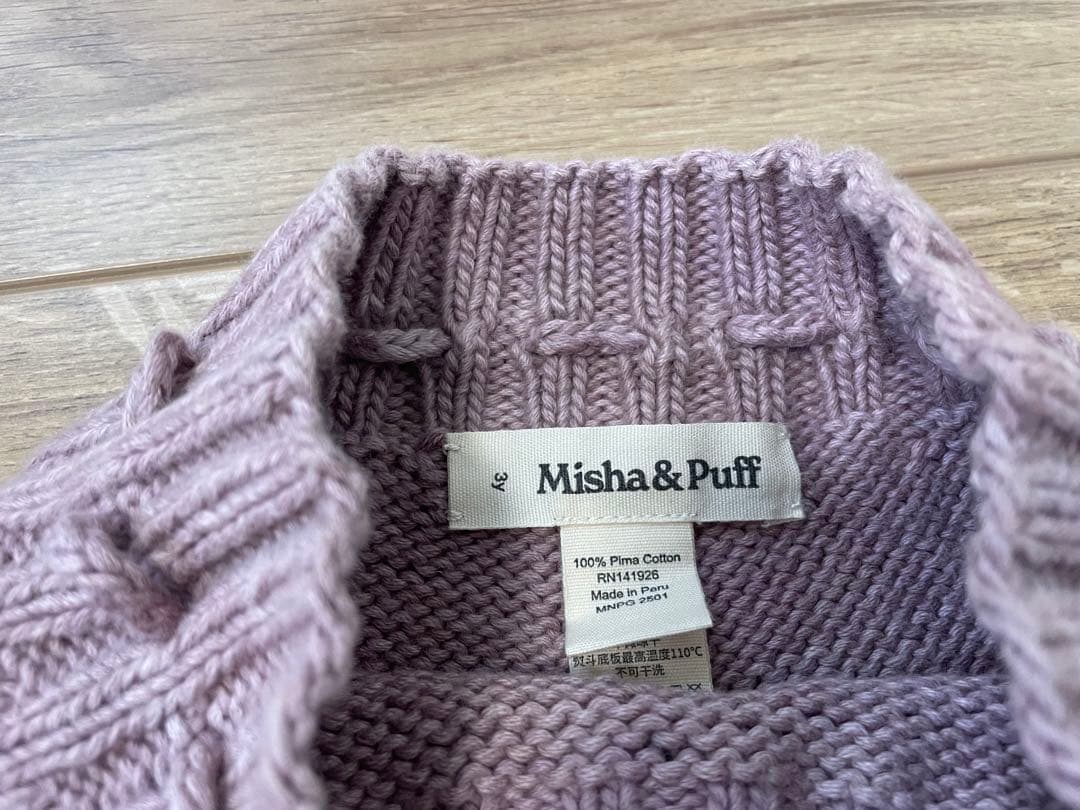 3y
Misha & Puff
100% Pima Cotton
RN141926
Made in Peru
MNPG 2501
熨斗底板最高温度110℃
不可干洗